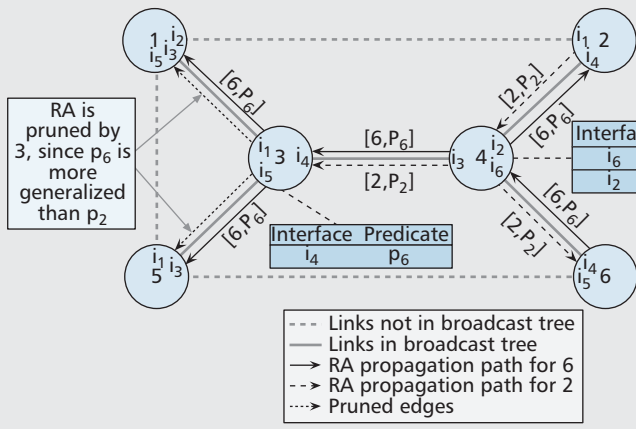 1 i2
i5 i3
i1 2
i4
[2,P2]
[6,P6]
[6,P6]
RA is
pruned by
3, since p6 is
more
generalized
than p2
i1
3 i4
i5
[6,P6]
[2,P2]
i2
i3 4
i6
i6
i2
[6,P6]
[2,P2]
[6,P6]
Interface Predicate
i4 p6
i1
i3
5
i4
i5 6
Links not in broadcast tree
Links in broadcast tree
RA propagation path for 6
RA propagation path for 2
Pruned edges